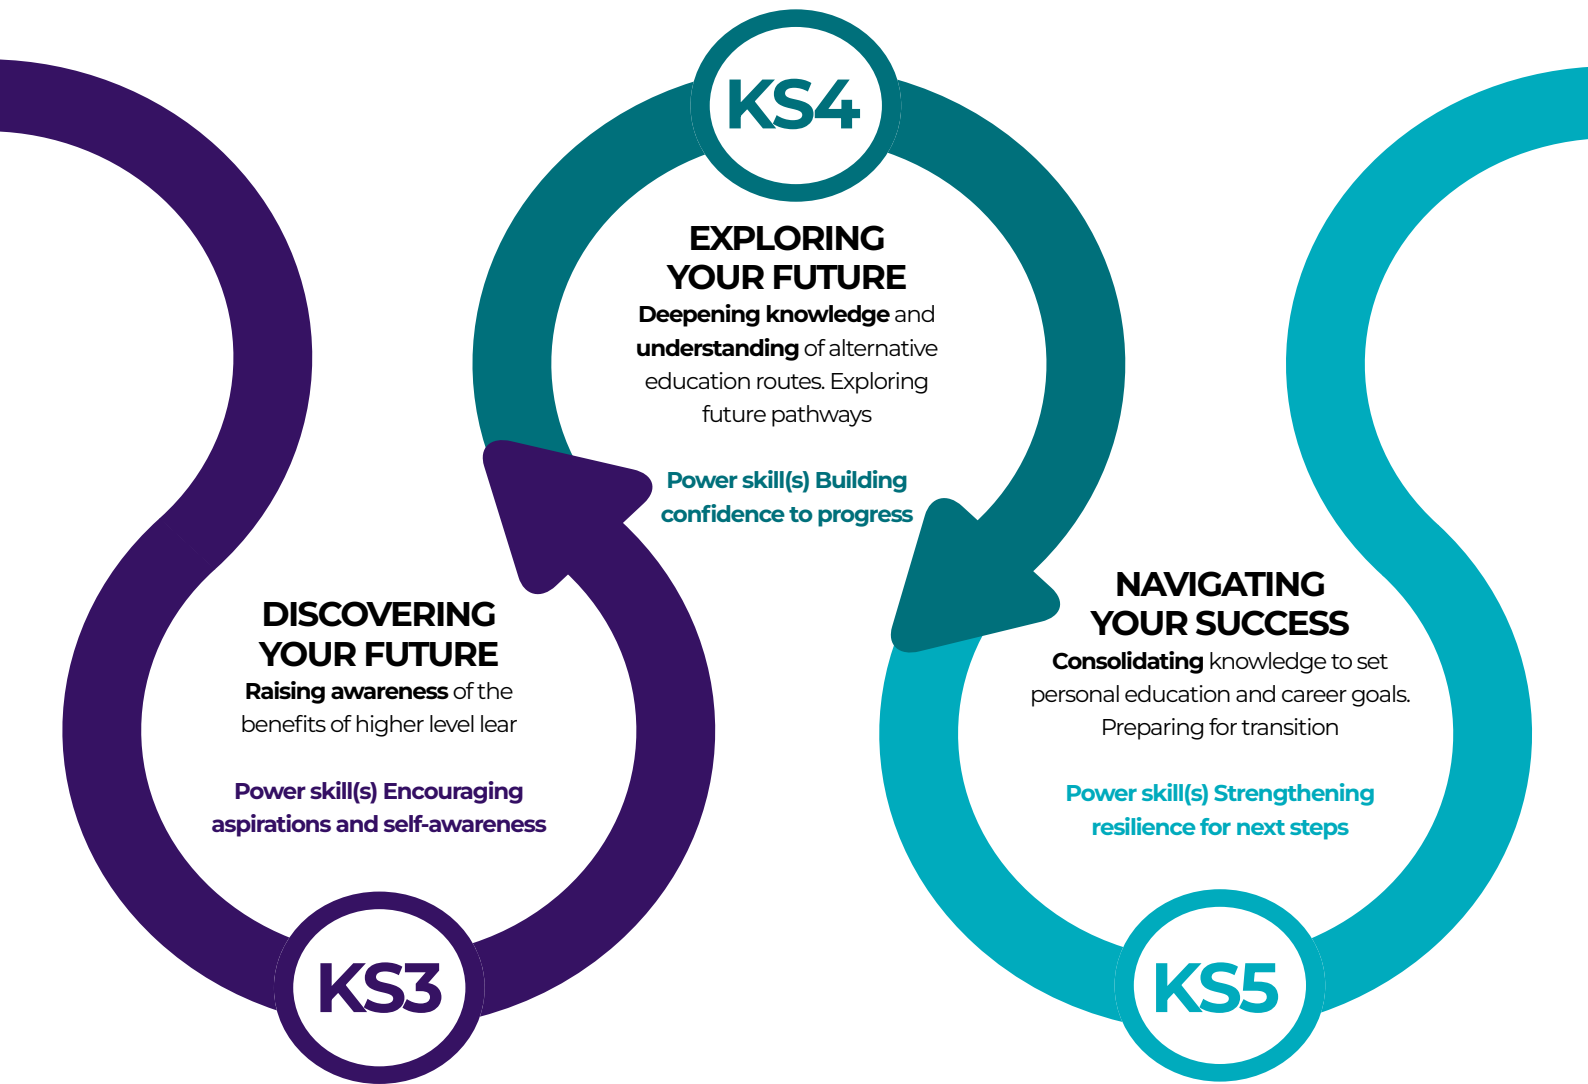 KS4
EXPLORING
YOUR FUTURE
Deepening knowledge and
understanding of alternative
education routes. Exploring
future pathways
Power skill(s) Building
confidence to progress
DISCOVERING
YOUR FUTURE
Raising awareness of the
benefits of higher level lear
Power skill(s) Encouraging
aspirations and self-awareness
KS3
NAVIGATING
YOUR SUCCESS
Consolidating knowledge to set
personal education and career goals.
Preparing for transition
Power skill(s) Strengthening
resilience for next steps
KS5